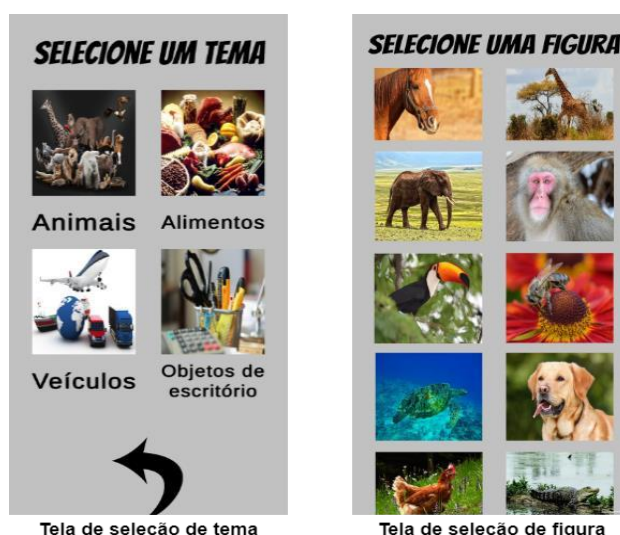 SELECIONE UM TEMA
Animais
Alimentos
Veículos
Objetos de
escritório
Tela de seleção de tema
SELECIONE UMA FIGURA
Tela de seleção de figura